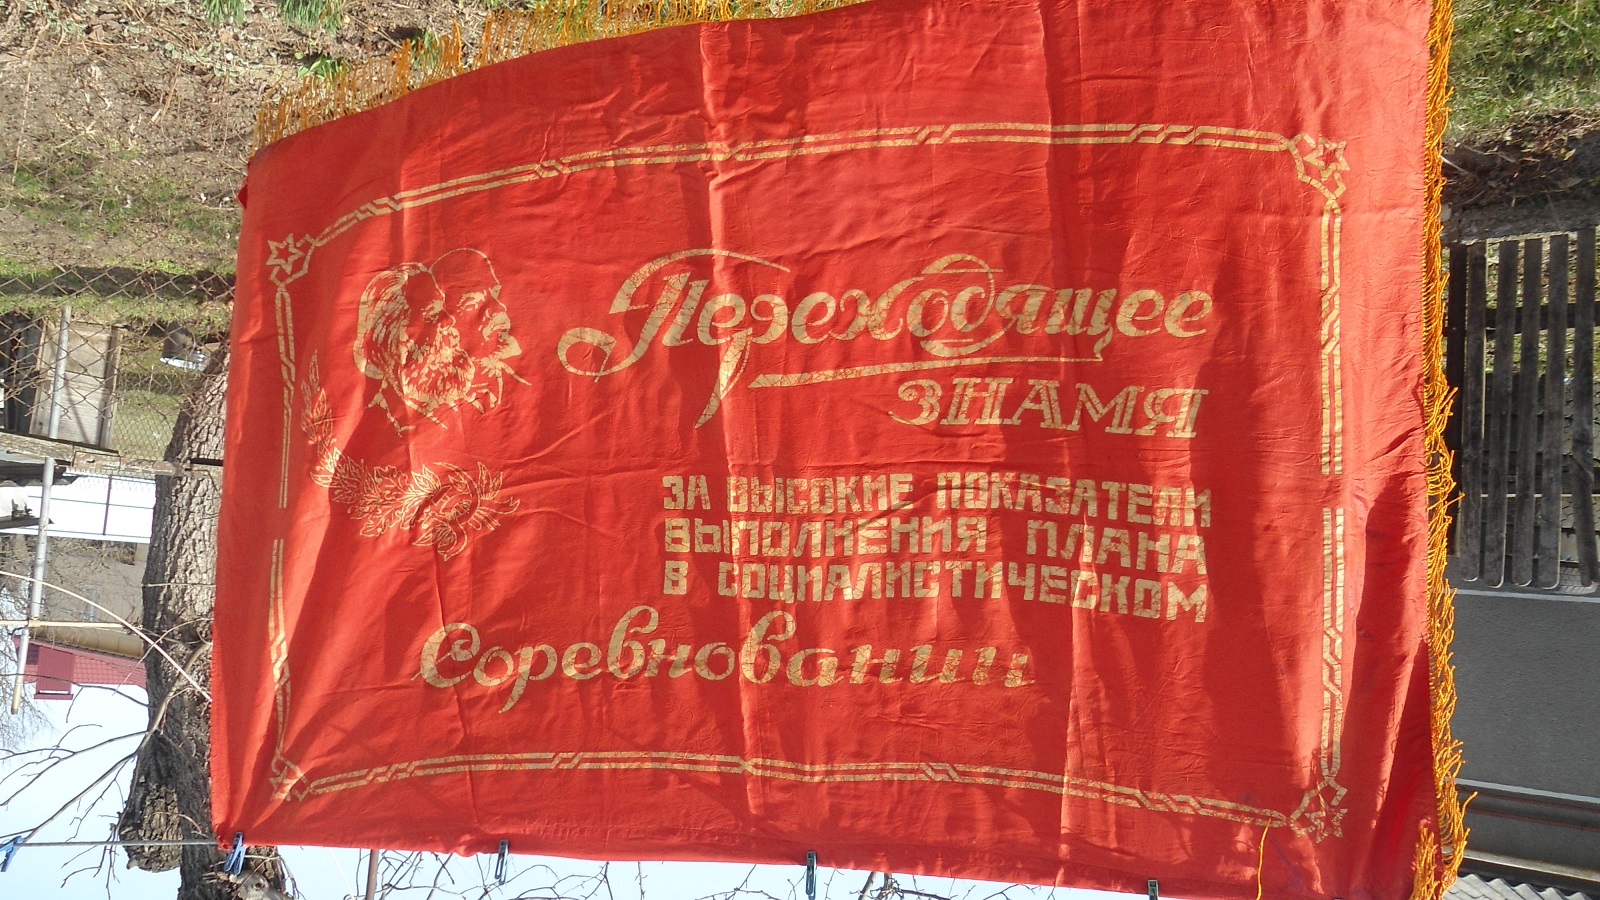 Переходящее
ЗНАМЯ
ЗА ВЫСОКИЕ ПОКАЗАТЕЛИ
ВЫПОЛНЕНИЯ ПЛАНА
В СОЦИАЛИСТИЧЕСКОМ
Соревновании